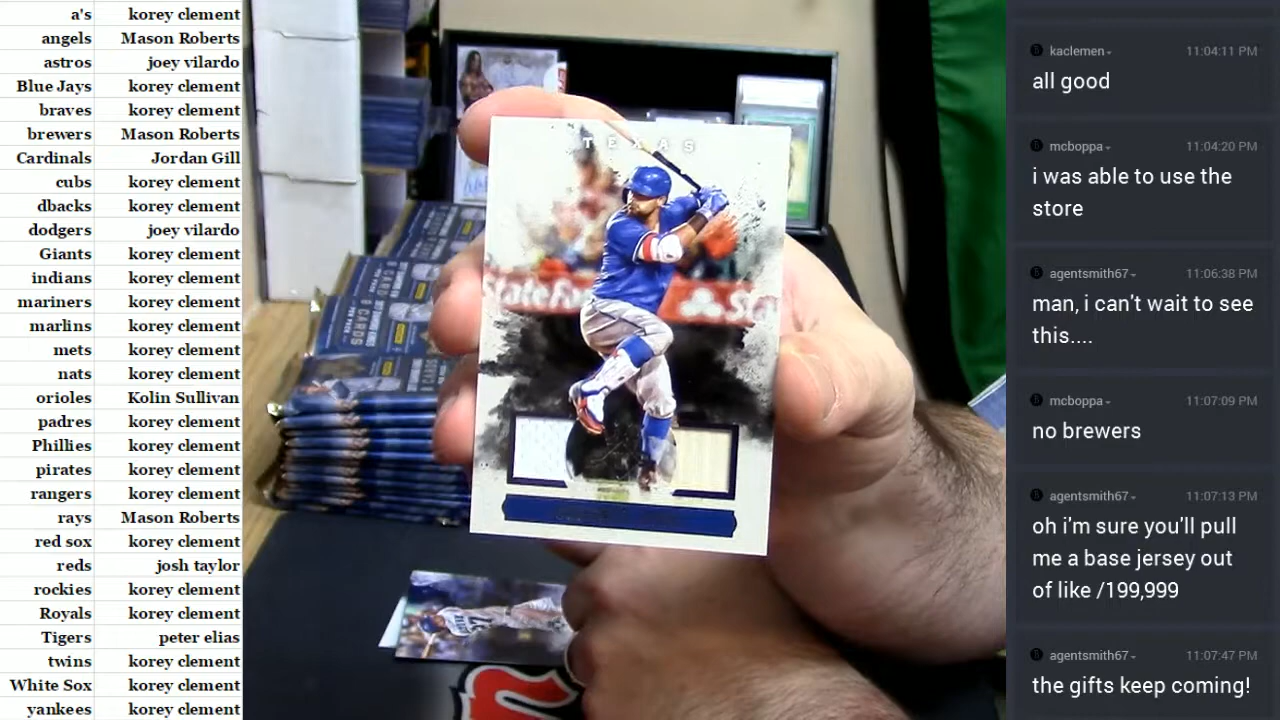 a's korey clement
angels Mason Roberts
astros joey vilardo
Blue Jays korey clement
braves korey clement
brewers Mason Roberts
Cardinals Jordan Gill
cubs korey clement
dbacks korey clement
dodgers joey vilardo
Giants korey clement
indians korey clement
mariners korey clement
marlins korey clement
mets korey clement
nats korey clement
orioles Kolin Sullivan
padres korey clement
Phillies korey clement
pirates korey clement
rangers korey clement
rays Mason Roberts
red sox korey clement
reds josh taylor
rockies korey clement
Royals korey clement
Tigers peter elias
twins korey clement
White Sox korey clement
yankees korey clement
TEXAS
StateFa
Sta
kaclemen 11:04:11 PM
all good
mcboppa 11:04:20 PM
i was able to use the
store
agentsmith67 11:06:38 PM
man, i can't wait to see
this....
mcboppa 11:07:09 PM
no brewers
agentsmith67 11:07:13 PM
oh i'm sure you'll pull
me a base jersey out
of like /199,999
agentsmith67 11:07:47 PM
the gifts keep coming!